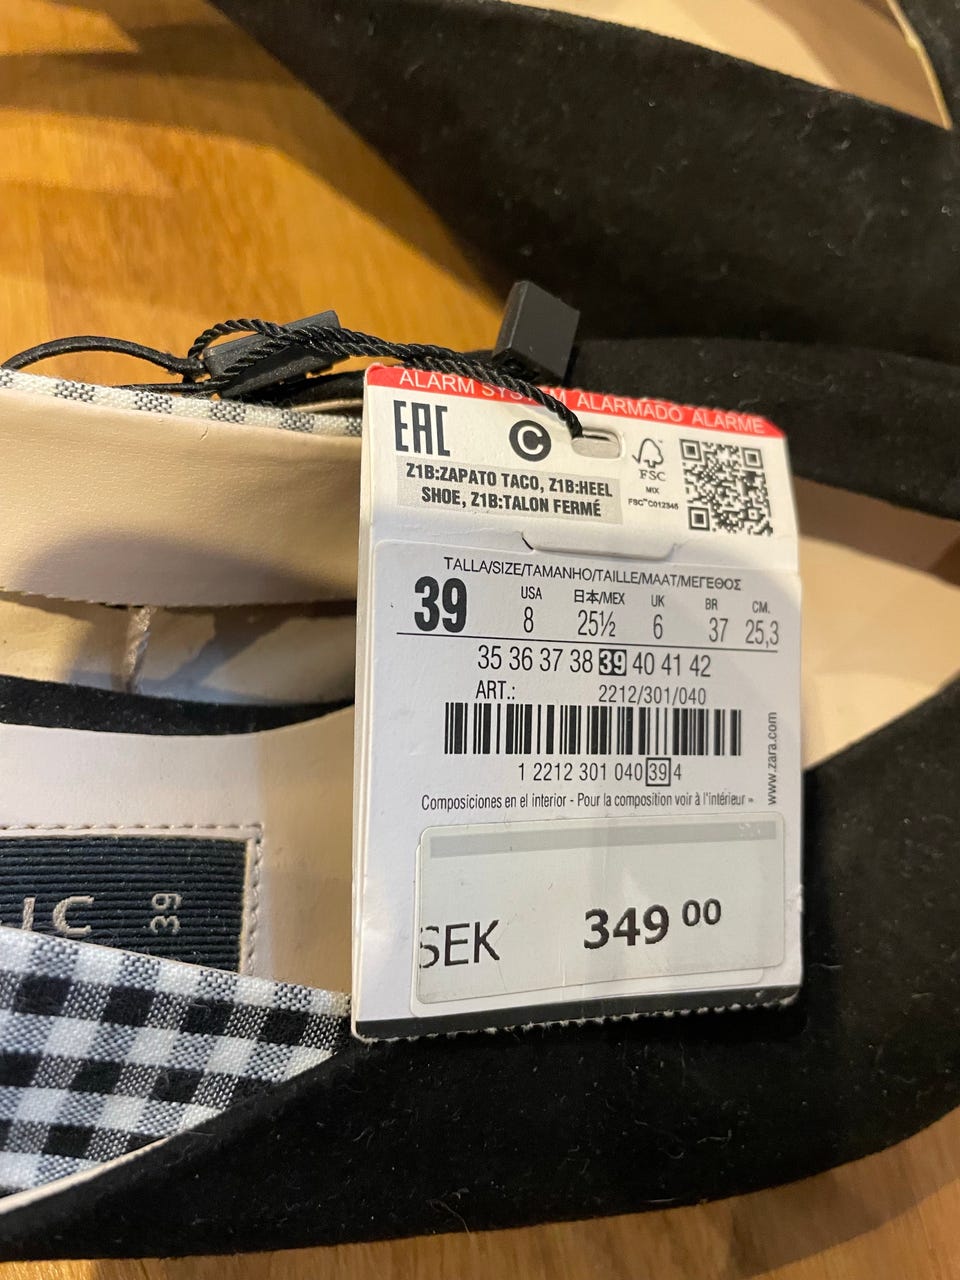 ALARM SYSTEM ALARMADO ALARME
EAC
C
FSC
MIX
FSC™ C012345
Z1B:ZAPATO TACO, Z1B:HEEL
SHOE, Z1B:TALON FERMÉ
TALLA/SIZE/TAMANHO/TAILLE/MAAT/ΜΕΓΕΘΟΣ
39
USA 日本/MEX UK BR CM.
8 25½ 6 37 25,3
35 36 37 38 39 40 41 42
ART.: 2212/301/040
1 2212 301 040 39 4
www.zara.com
Composiciones en el interior - Pour la composition voir à l'intérieur »
SEK 349 00
IC
39